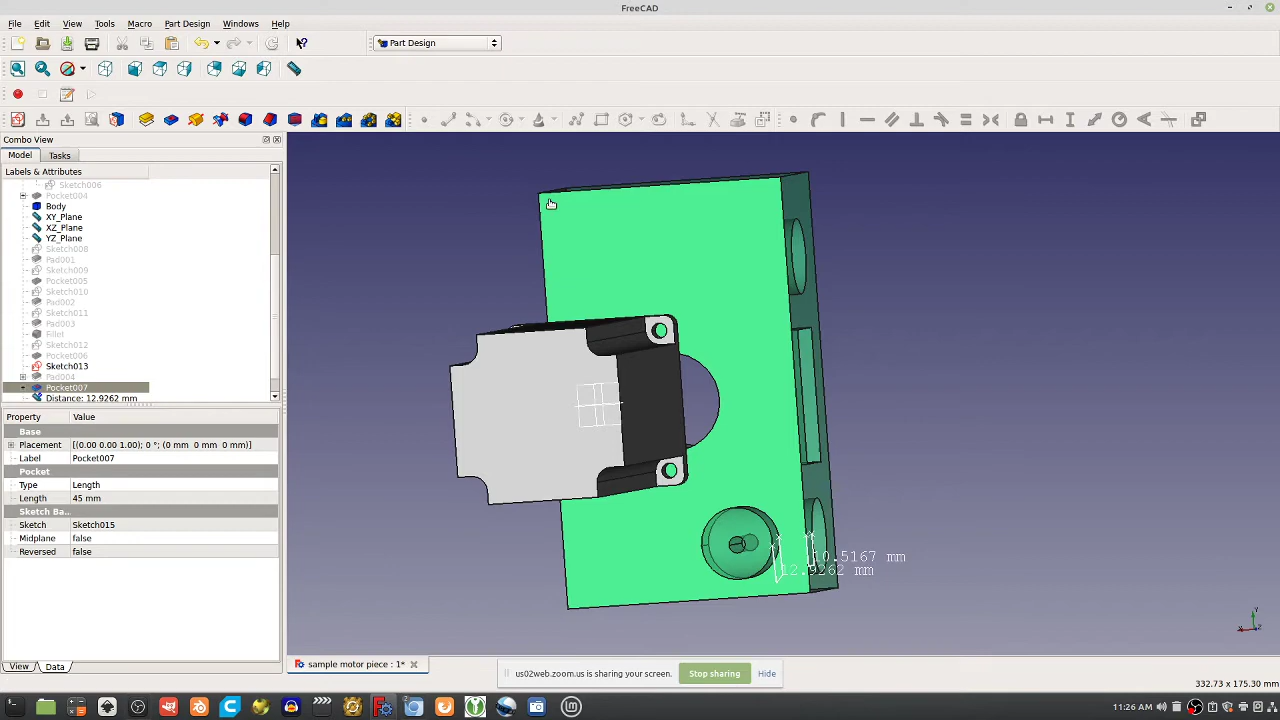 FreeCAD
File Edit View Tools Macro Part Design Windows Help
Part Design
Combo View
Model Tasks
Labels & Attributes
Sketch006
Pocket004
Body
XY_Plane
XZ_Plane
YZ_Plane
Sketch008
Pad001
Sketch009
Pocket005
Sketch010
Pad002
Sketch011
Pad003
Fillet
Sketch012
Pocket006
Sketch013
Pad004
Pocket007
Distance: 12.9262 mm
Property Value
Base
Placement [(0.00 0.00 1.00); 0 °; (0 mm 0 mm 0 mm)]
Label Pocket007
Pocket
Type Length
Length 45 mm
Sketch Ba...
Sketch Sketch015
Midplane false
Reversed false
10.5167 mm
12.9262 mm
Y
X
Z
View Data
sample motor piece : 1*
us02web.zoom.us is sharing your screen. Stop sharing Hide
332.73 x 175.30 mm
11:26 AM